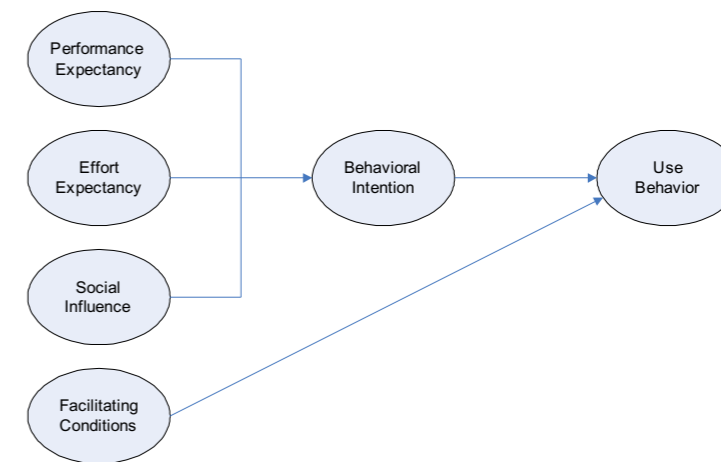 Performance
Expectancy
Effort
Expectancy
Behavioral
Intention
Use
Behavior
Social
Influence
Facilitating
Conditions